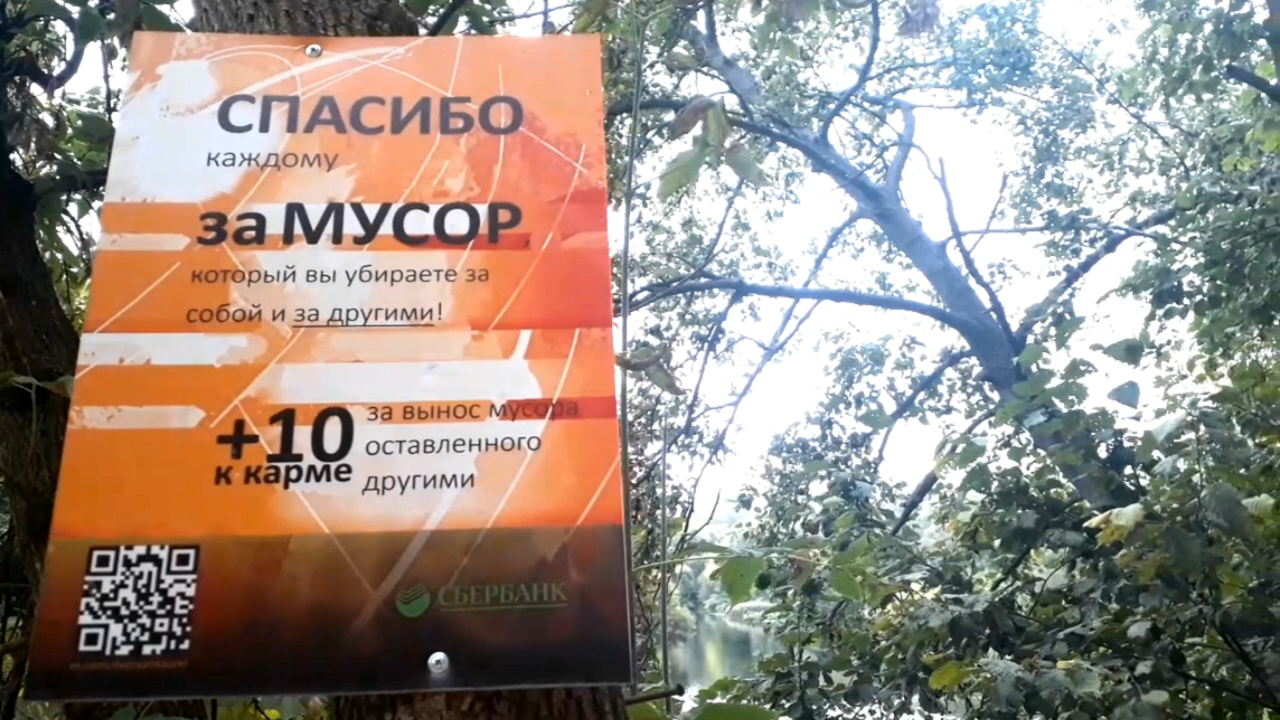 СПАСИБО
каждому
за МУСОР
который вы убираете за
собой и за другими!
+10
к карме
за вынос мусора
оставленного
другими
СБЕРБАНК